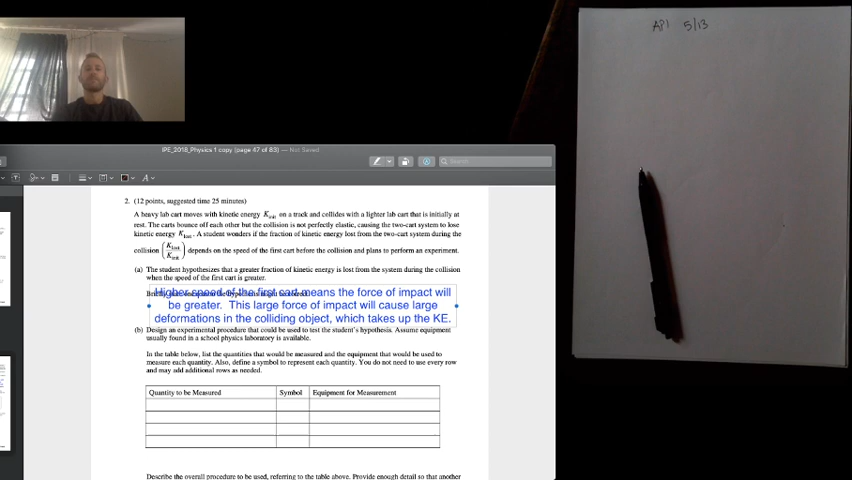 AP1 5/13
IPE_2018_Physics 1 copy (page 47 of 83) — Not Saved
Search
2. (12 points, suggested time 25 minutes)
A heavy lab cart moves with kinetic energy K_init on a track and collides with a lighter lab cart that is initially at
rest. The carts bounce off each other but the collision is not perfectly elastic, causing the two-cart system to lose
kinetic energy K_lost. A student wonders if the fraction of kinetic energy lost from the two-cart system during the
collision (K_lost/K_init) depends on the speed of the first cart before the collision and plans to perform an experiment.
(a) The student hypothesizes that a greater fraction of kinetic energy is lost from the system during the collision
when the speed of the first cart is greater.
Higher speed of the first cart means the force of impact will
be greater. This large force of impact will cause large
deformations in the colliding object, which takes up the KE.
(b) Design an experimental procedure that could be used to test the student's hypothesis. Assume equipment
usually found in a school physics laboratory is available.
In the table below, list the quantities that would be measured and the equipment that would be used to
measure each quantity. Also, define a symbol to represent each quantity. You do not need to use every row
and may add additional rows as needed.
Quantity to be Measured Symbol Equipment for Measurement
Describe the overall procedure to be used, referring to the table above. Provide enough detail so that another